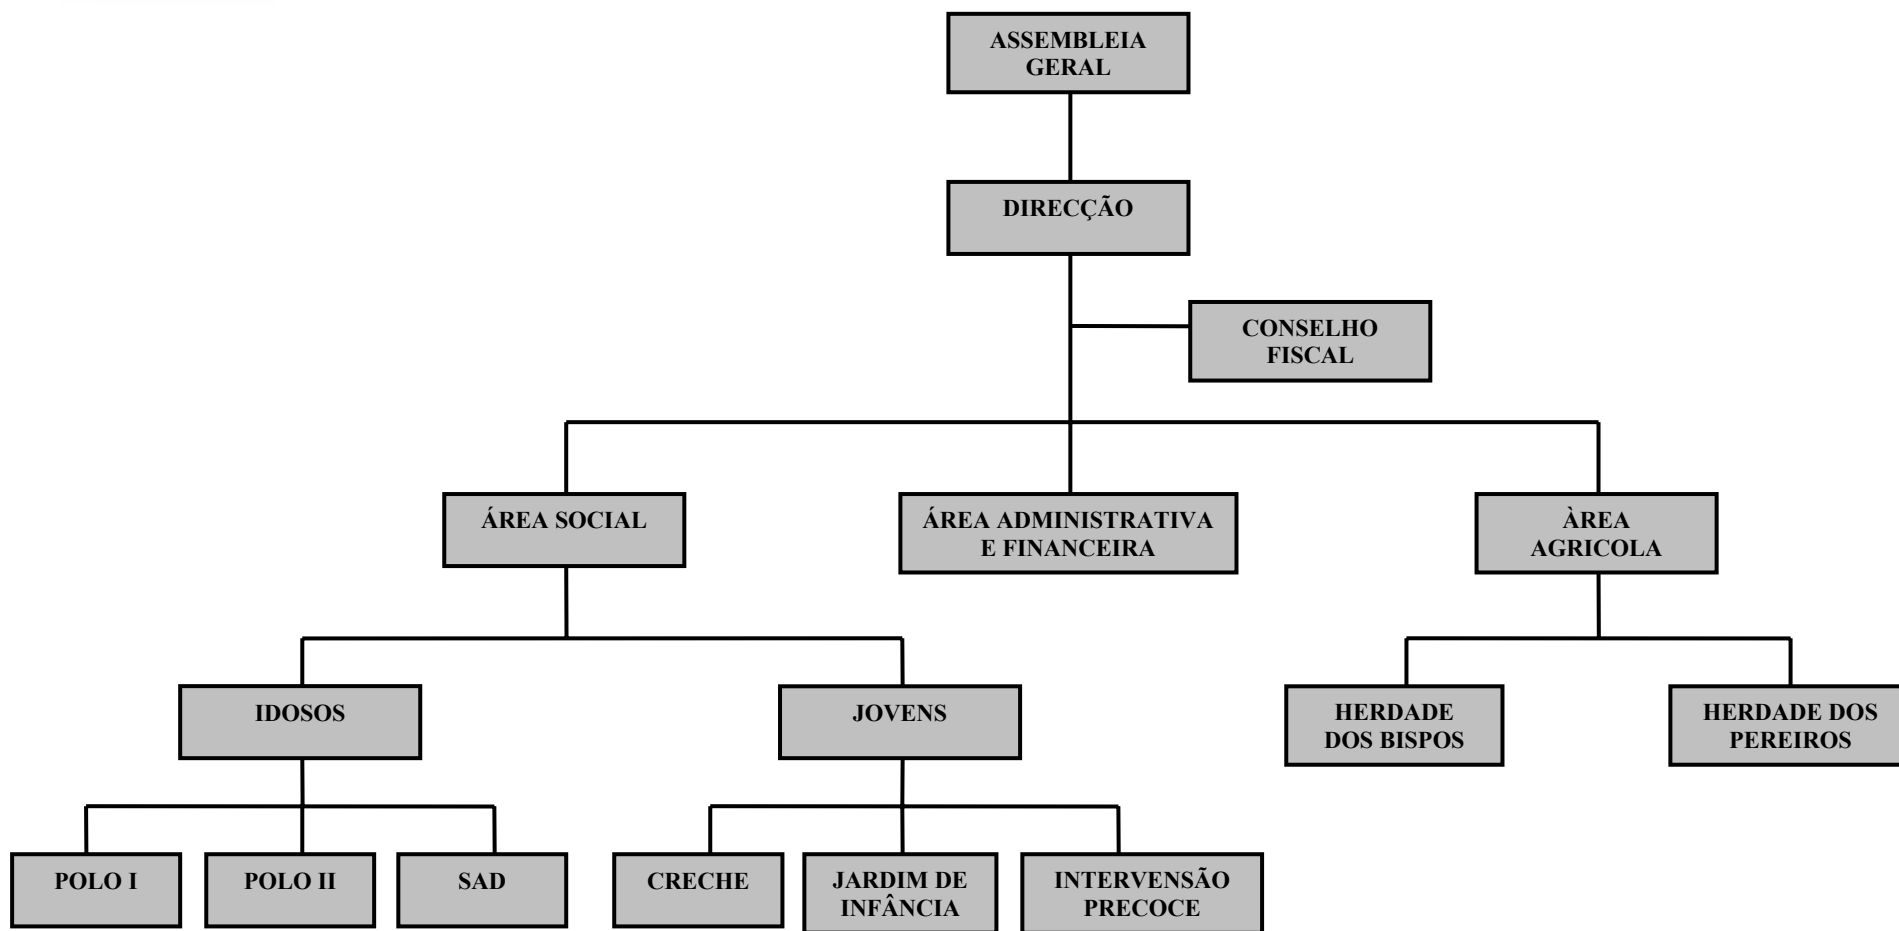 ASSEMBLEIA
GERAL
DIRECÇÃO
CONSELHO
FISCAL
ÁREA SOCIAL
ÁREA ADMINISTRATIVA
E FINANCEIRA
ÀREA
AGRICOLA
IDOSOS
JOVENS
HERDADE
DOS BISPOS
HERDADE DOS
PEREIROS
POLO I
POLO II
SAD
CRECHE
JARDIM DE
INFÂNCIA
INTERVENSÃO
PRECOCE